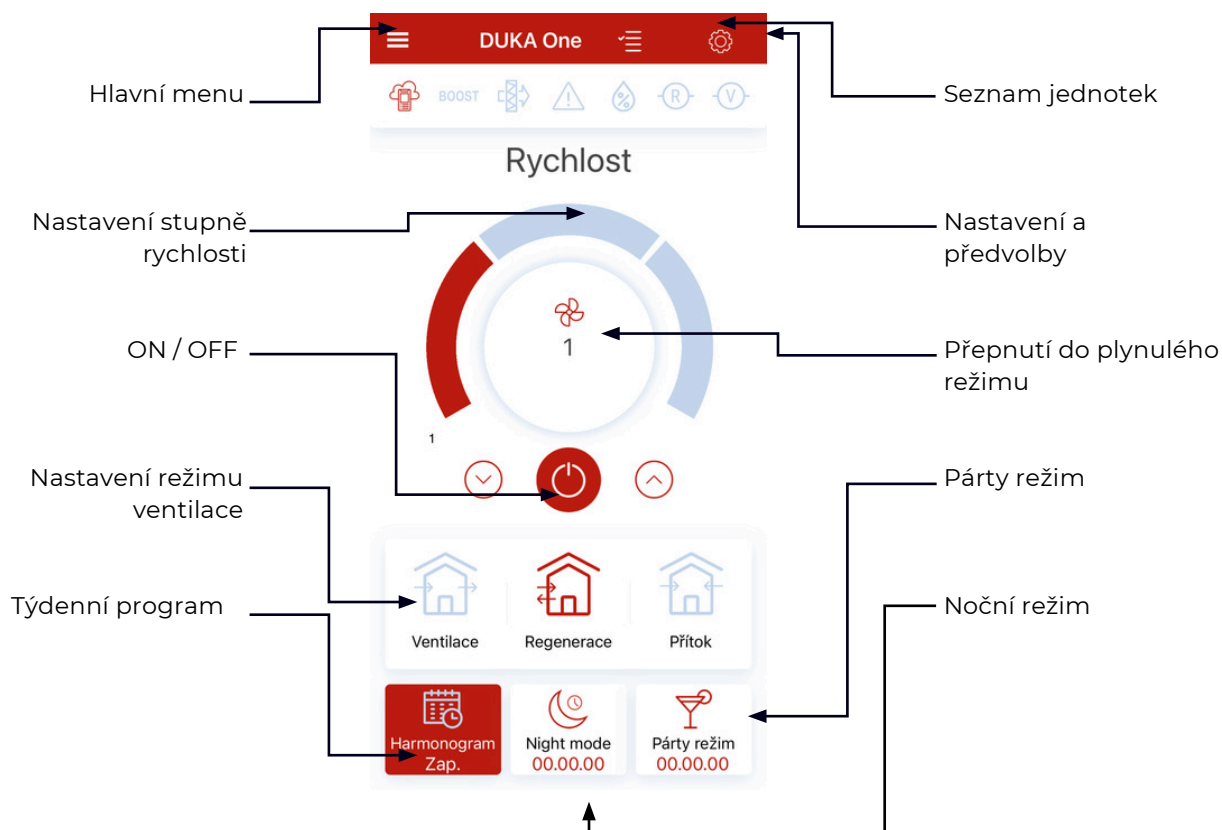 DUKA One
Hlavní menu
BOOST
%
R
V
Seznam jednotek
Rychlost
Nastavení stupně
rychlosti
Nastavení a
předvolby
ON / OFF
1
Přepnutí do plynulého
režimu
1
Nastavení režimu
ventilace
Párty režim
Týdenní program
Noční režim
Ventilace
Regenerace
Přítok
Harmonogram
Zap.
Night mode
00.00.00
Párty režim
00.00.00